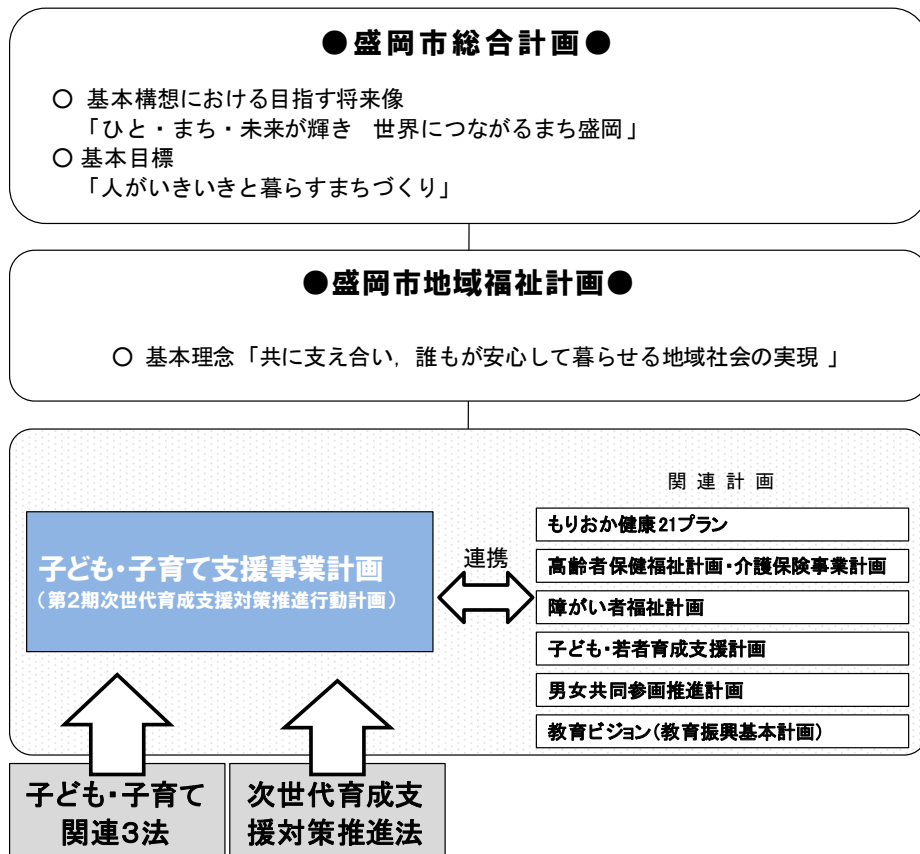 ●盛岡市総合計画●
○ 基本構想における目指す将来像
「ひと・まち・未来が輝き　世界につながるまち盛岡」
○ 基本目標
「人がいきいきと暮らすまちづくり」
●盛岡市地域福祉計画●
○ 基本理念「共に支え合い，誰もが安心して暮らせる地域社会の実現 」
子ども・子育て支援事業計画
（第2期次世代育成支援対策推進行動計画）
連携
関 連 計 画
もりおか健康21プラン
高齢者保健福祉計画・介護保険事業計画
障がい者福祉計画
子ども・若者育成支援計画
男女共同参画推進計画
教育ビジョン（教育振興基本計画）
子ども・子育て
関連3法
次世代育成支
援対策推進法